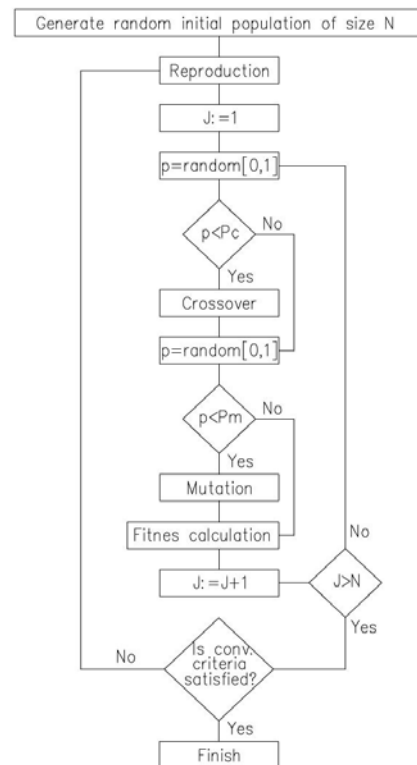 Generate random initial population of size N
Reproduction
J:=1
p=random[0,1]
p<Pc
No
Yes
Crossover
p=random[0,1]
p<Pm
No
Yes
Mutation
Fitnes calculation
J:=J+1
J>N
No
Yes
Is conv.
criteria
satisfied?
No
Yes
Finish